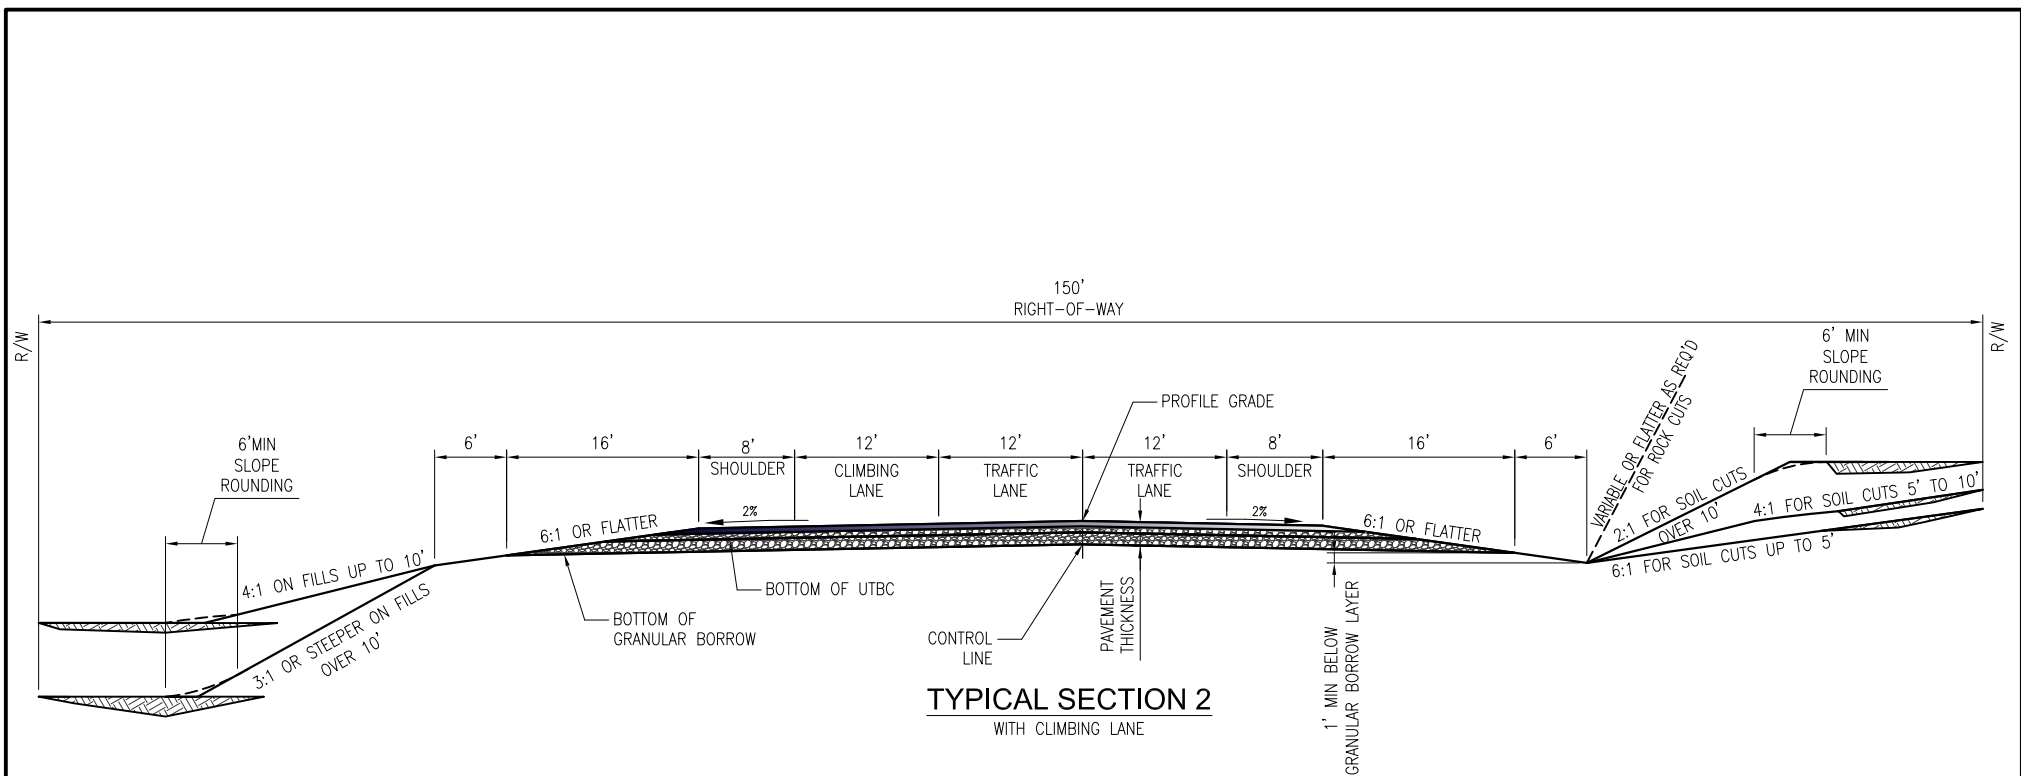 150'
RIGHT-OF-WAY
R/W
R/W
6' MIN
SLOPE
ROUNDING
VARIABLE OR FLATTER AS REQ'D
FOR ROCK CUTS
PROFILE GRADE
6'MIN
SLOPE
ROUNDING
6'
16'
8'
SHOULDER
12'
CLIMBING
LANE
12'
TRAFFIC
LANE
12'
TRAFFIC
LANE
8'
SHOULDER
16'
6'
2%
2%
6:1 OR FLATTER
6:1 OR FLATTER
2:1 FOR SOIL CUTS
OVER 10'
4:1 FOR SOIL CUTS 5' TO 10'
6:1 FOR SOIL CUTS UP TO 5'
4:1 ON FILLS UP TO 10'
3:1 OR STEEPER ON FILLS
OVER 10'
BOTTOM OF UTBC
BOTTOM OF
GRANULAR BORROW
CONTROL
LINE
PAVEMENT
THICKNESS
1' MIN BELOW
GRANULAR BORROW LAYER
TYPICAL SECTION 2
WITH CLIMBING LANE